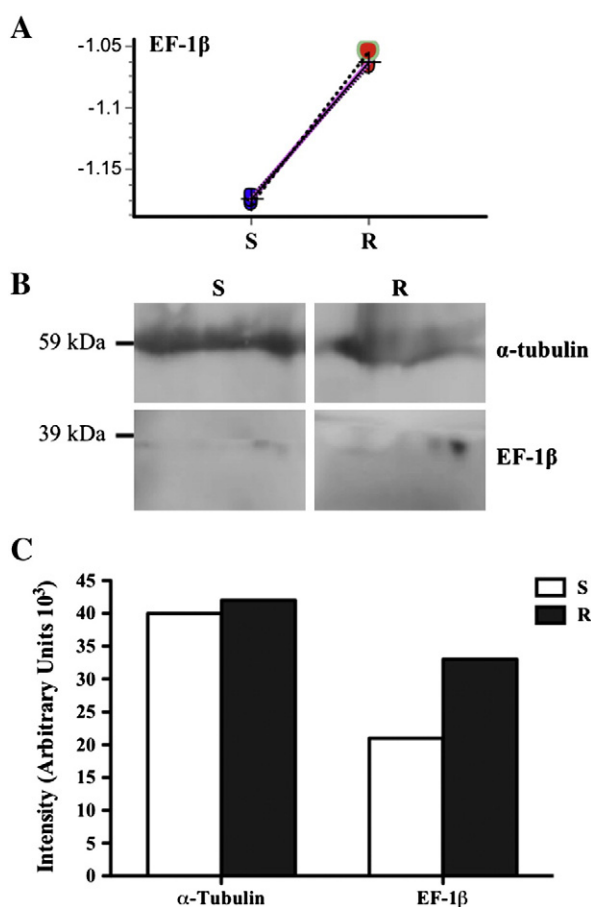 A
EF-1β
-1.05
-1.1
-1.15
S R
B
S R
59 kDa
α-tubulin
39 kDa
EF-1β
C
Intensity (Arbitrary Units 10³)
45
40
35
30
25
20
15
10
5
0
α-Tubulin EF-1β
S
R